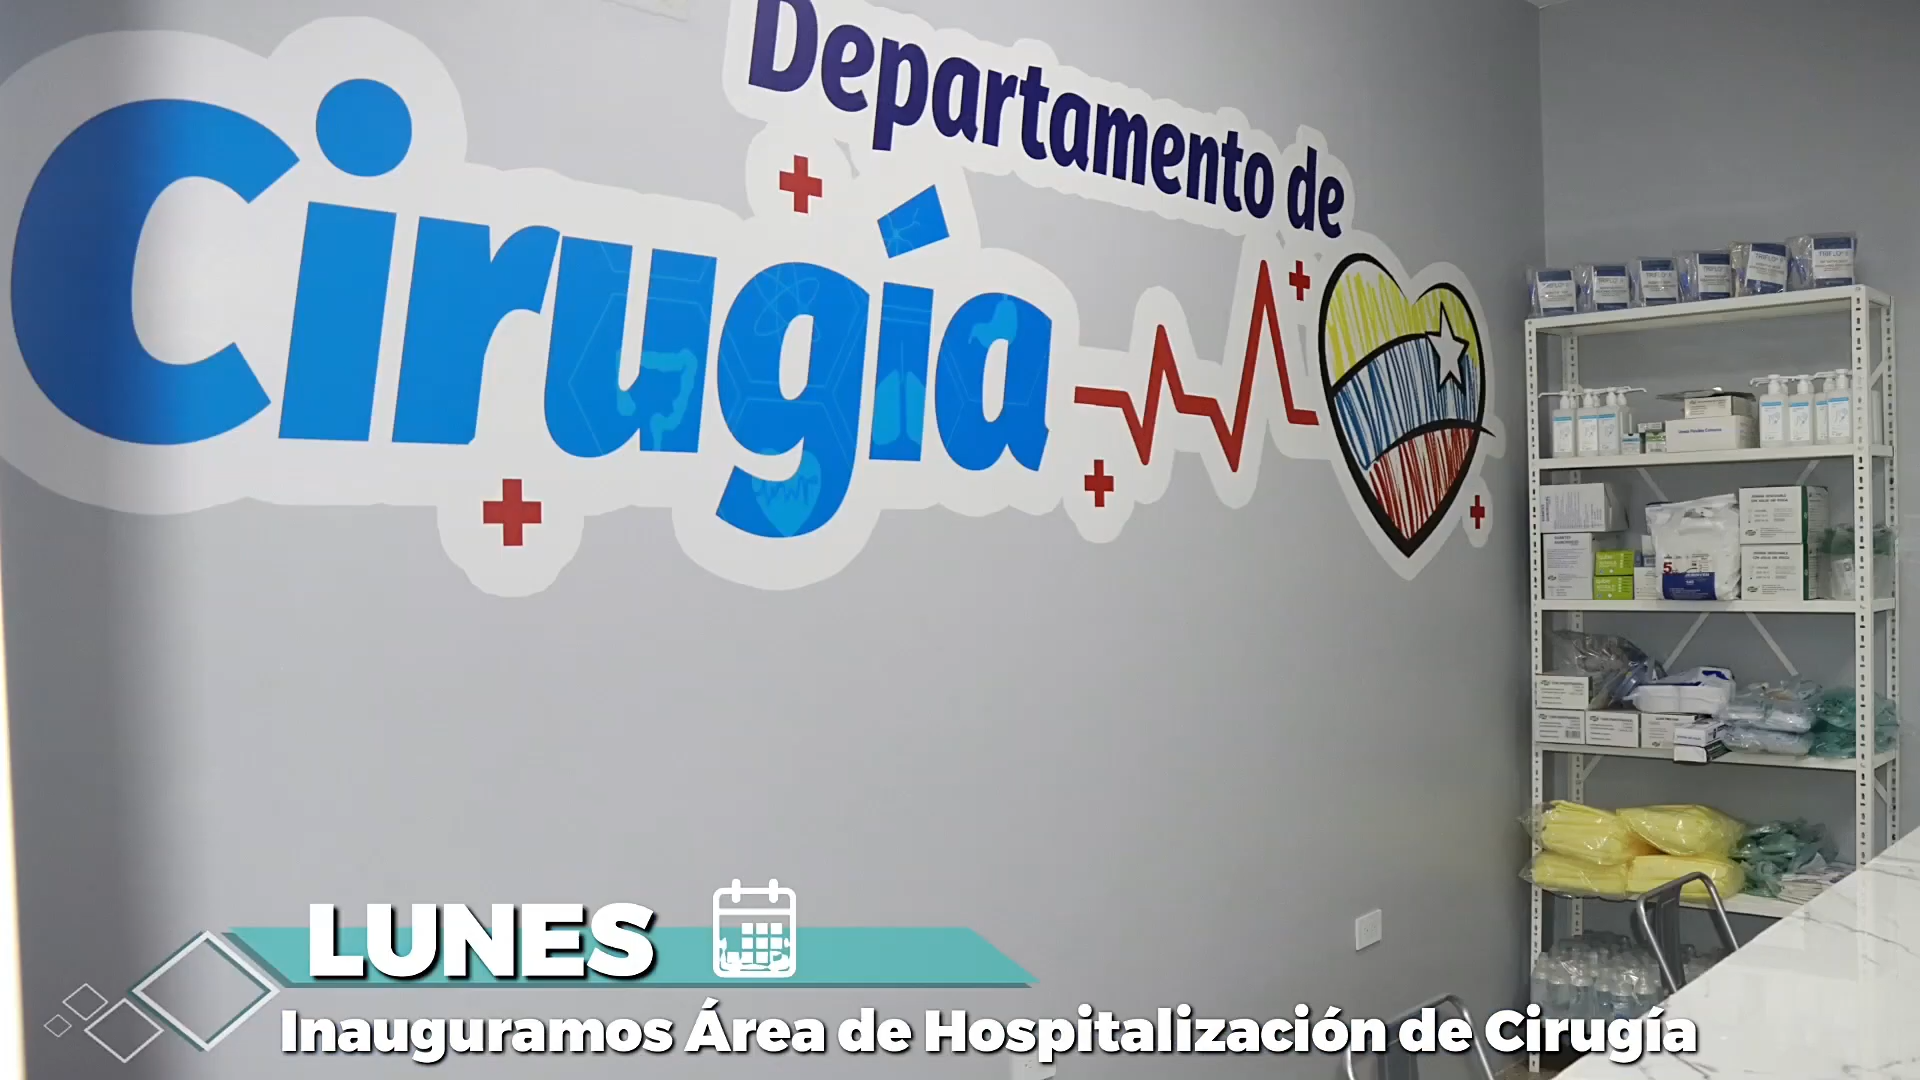 Departamento de
Cirugía
LUNES
Inauguramos Área de Hospitalización de Cirugía